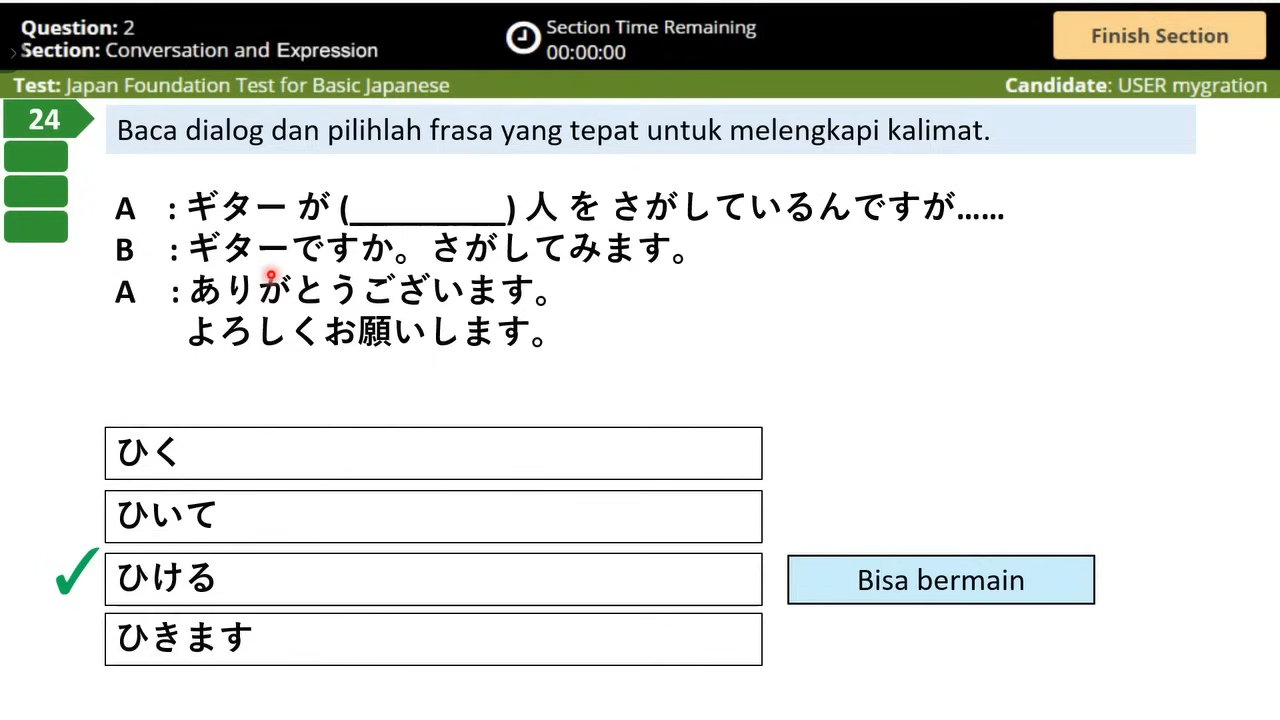 Question: 2
Section: Conversation and Expression
Section Time Remaining
00:00:00
Finish Section
Test: Japan Foundation Test for Basic Japanese
Candidate: USER mygration
24
Baca dialog dan pilihlah frasa yang tepat untuk melengkapi kalimat.
A : ギター が (__________) 人 を さがしているんですが……
B : ギターですか。さがしてみます。
A : ありがとうございます。
よろしくお願いします。
ひく
ひいて
✓ ひける
Bisa bermain
ひきます